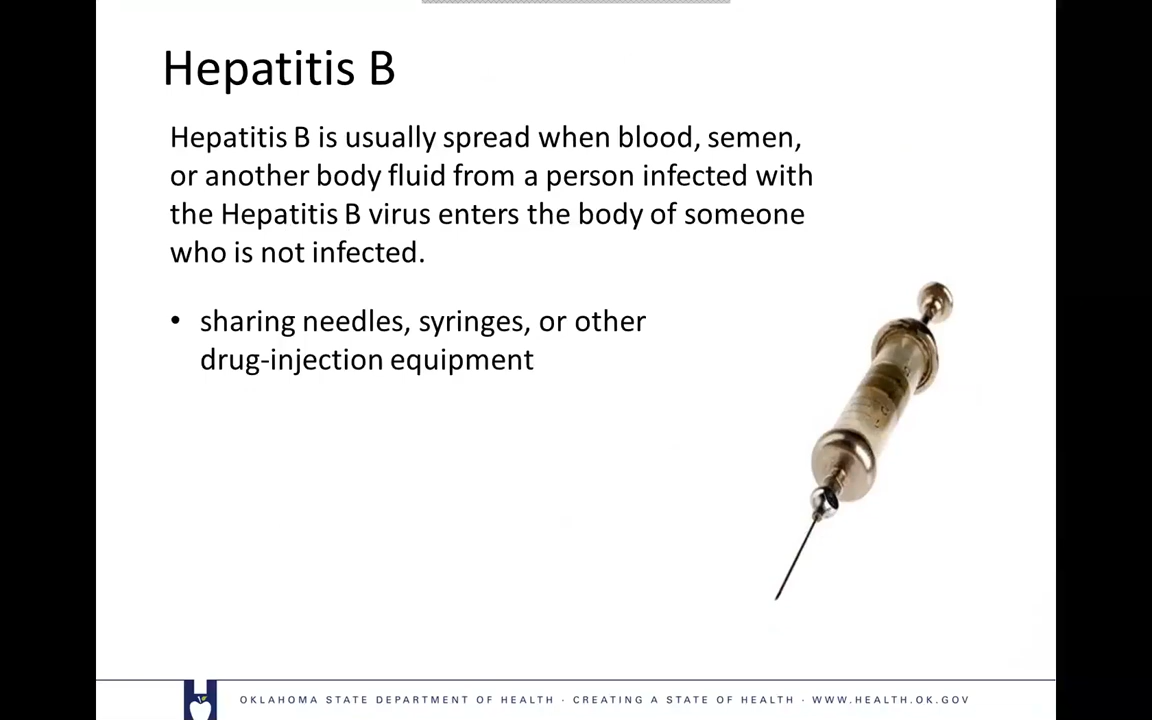 Hepatitis B
Hepatitis B is usually spread when blood, semen,
or another body fluid from a person infected with
the Hepatitis B virus enters the body of someone
who is not infected.
• sharing needles, syringes, or other
drug-injection equipment
OKLAHOMA STATE DEPARTMENT OF HEALTH · CREATING A STATE OF HEALTH · WWW.HEALTH.OK.GOV